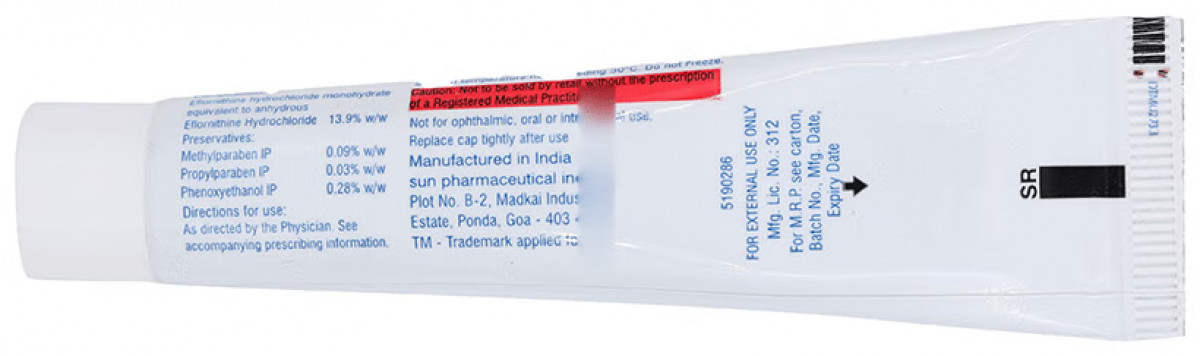 Eflornithine hydrochloride monohydrate
equivalent to anhydrous
Eflornithine Hydrochloride 13.9% w/w
Preservatives:
Methylparaben IP 0.09% w/w
Propylparaben IP 0.03% w/w
Phenoxyethanol IP 0.28% w/w
Directions for use:
As directed by the Physician. See
accompanying prescribing information.
temperature 30°C. Do not Freeze.
Caution: Not to be sold by retail without the prescription
of a Registered Medical
Not for ophthalmic, oral or use.
Replace cap tightly after use
Manufactured in India
sun pharmaceutical
Plot No. B-2, Madkai
Estate, Ponda, Goa - 403
TM - Trademark applied
5190286
FOR EXTERNAL USE ONLY
Mfg. Lic. No.: 312
For M.R.P. see carton,
Batch No., Mfg. Date,
Expiry Date
SR